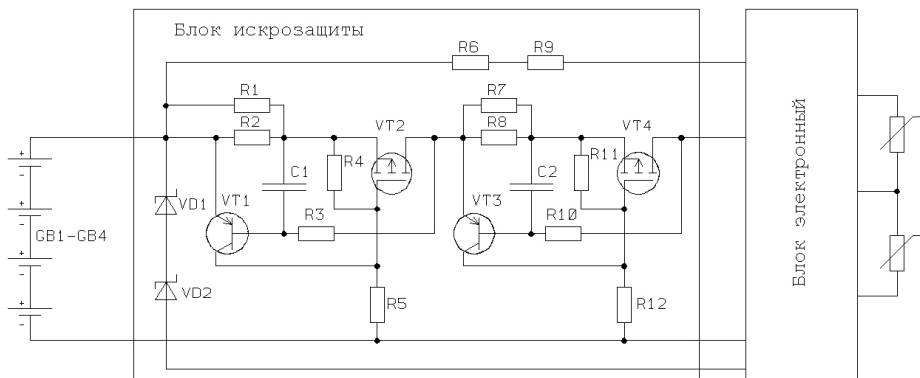 Блок искрозащиты
R6
R9
R1
R7
R2
VT2
R8
VT4
R4
R11
C1
C2
VD1
VT1
R3
VT3
R10
GB1-GB4
VD2
R5
R12
Блок электронный